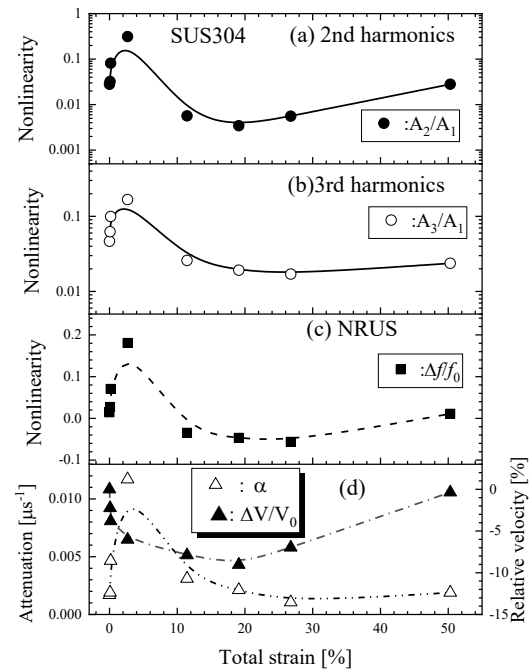 SUS304 (a) 2nd harmonics
1
0.1
0.01
0.001
Nonlinearity
● :A₂/A₁
(b)3rd harmonics
0.1
0.01
Nonlinearity
○ :A₃/A₁
(c) NRUS
0.2
0.1
0.0
-0.1
Nonlinearity
■ :Δf/f₀
(d)
△ : α
▲ : ΔV/V₀
0.010
0.005
0.000
Attenuation [μs⁻¹]
0
-5
-10
-15
Relative velocity [%]
0 10 20 30 40 50 60
Total strain [%]